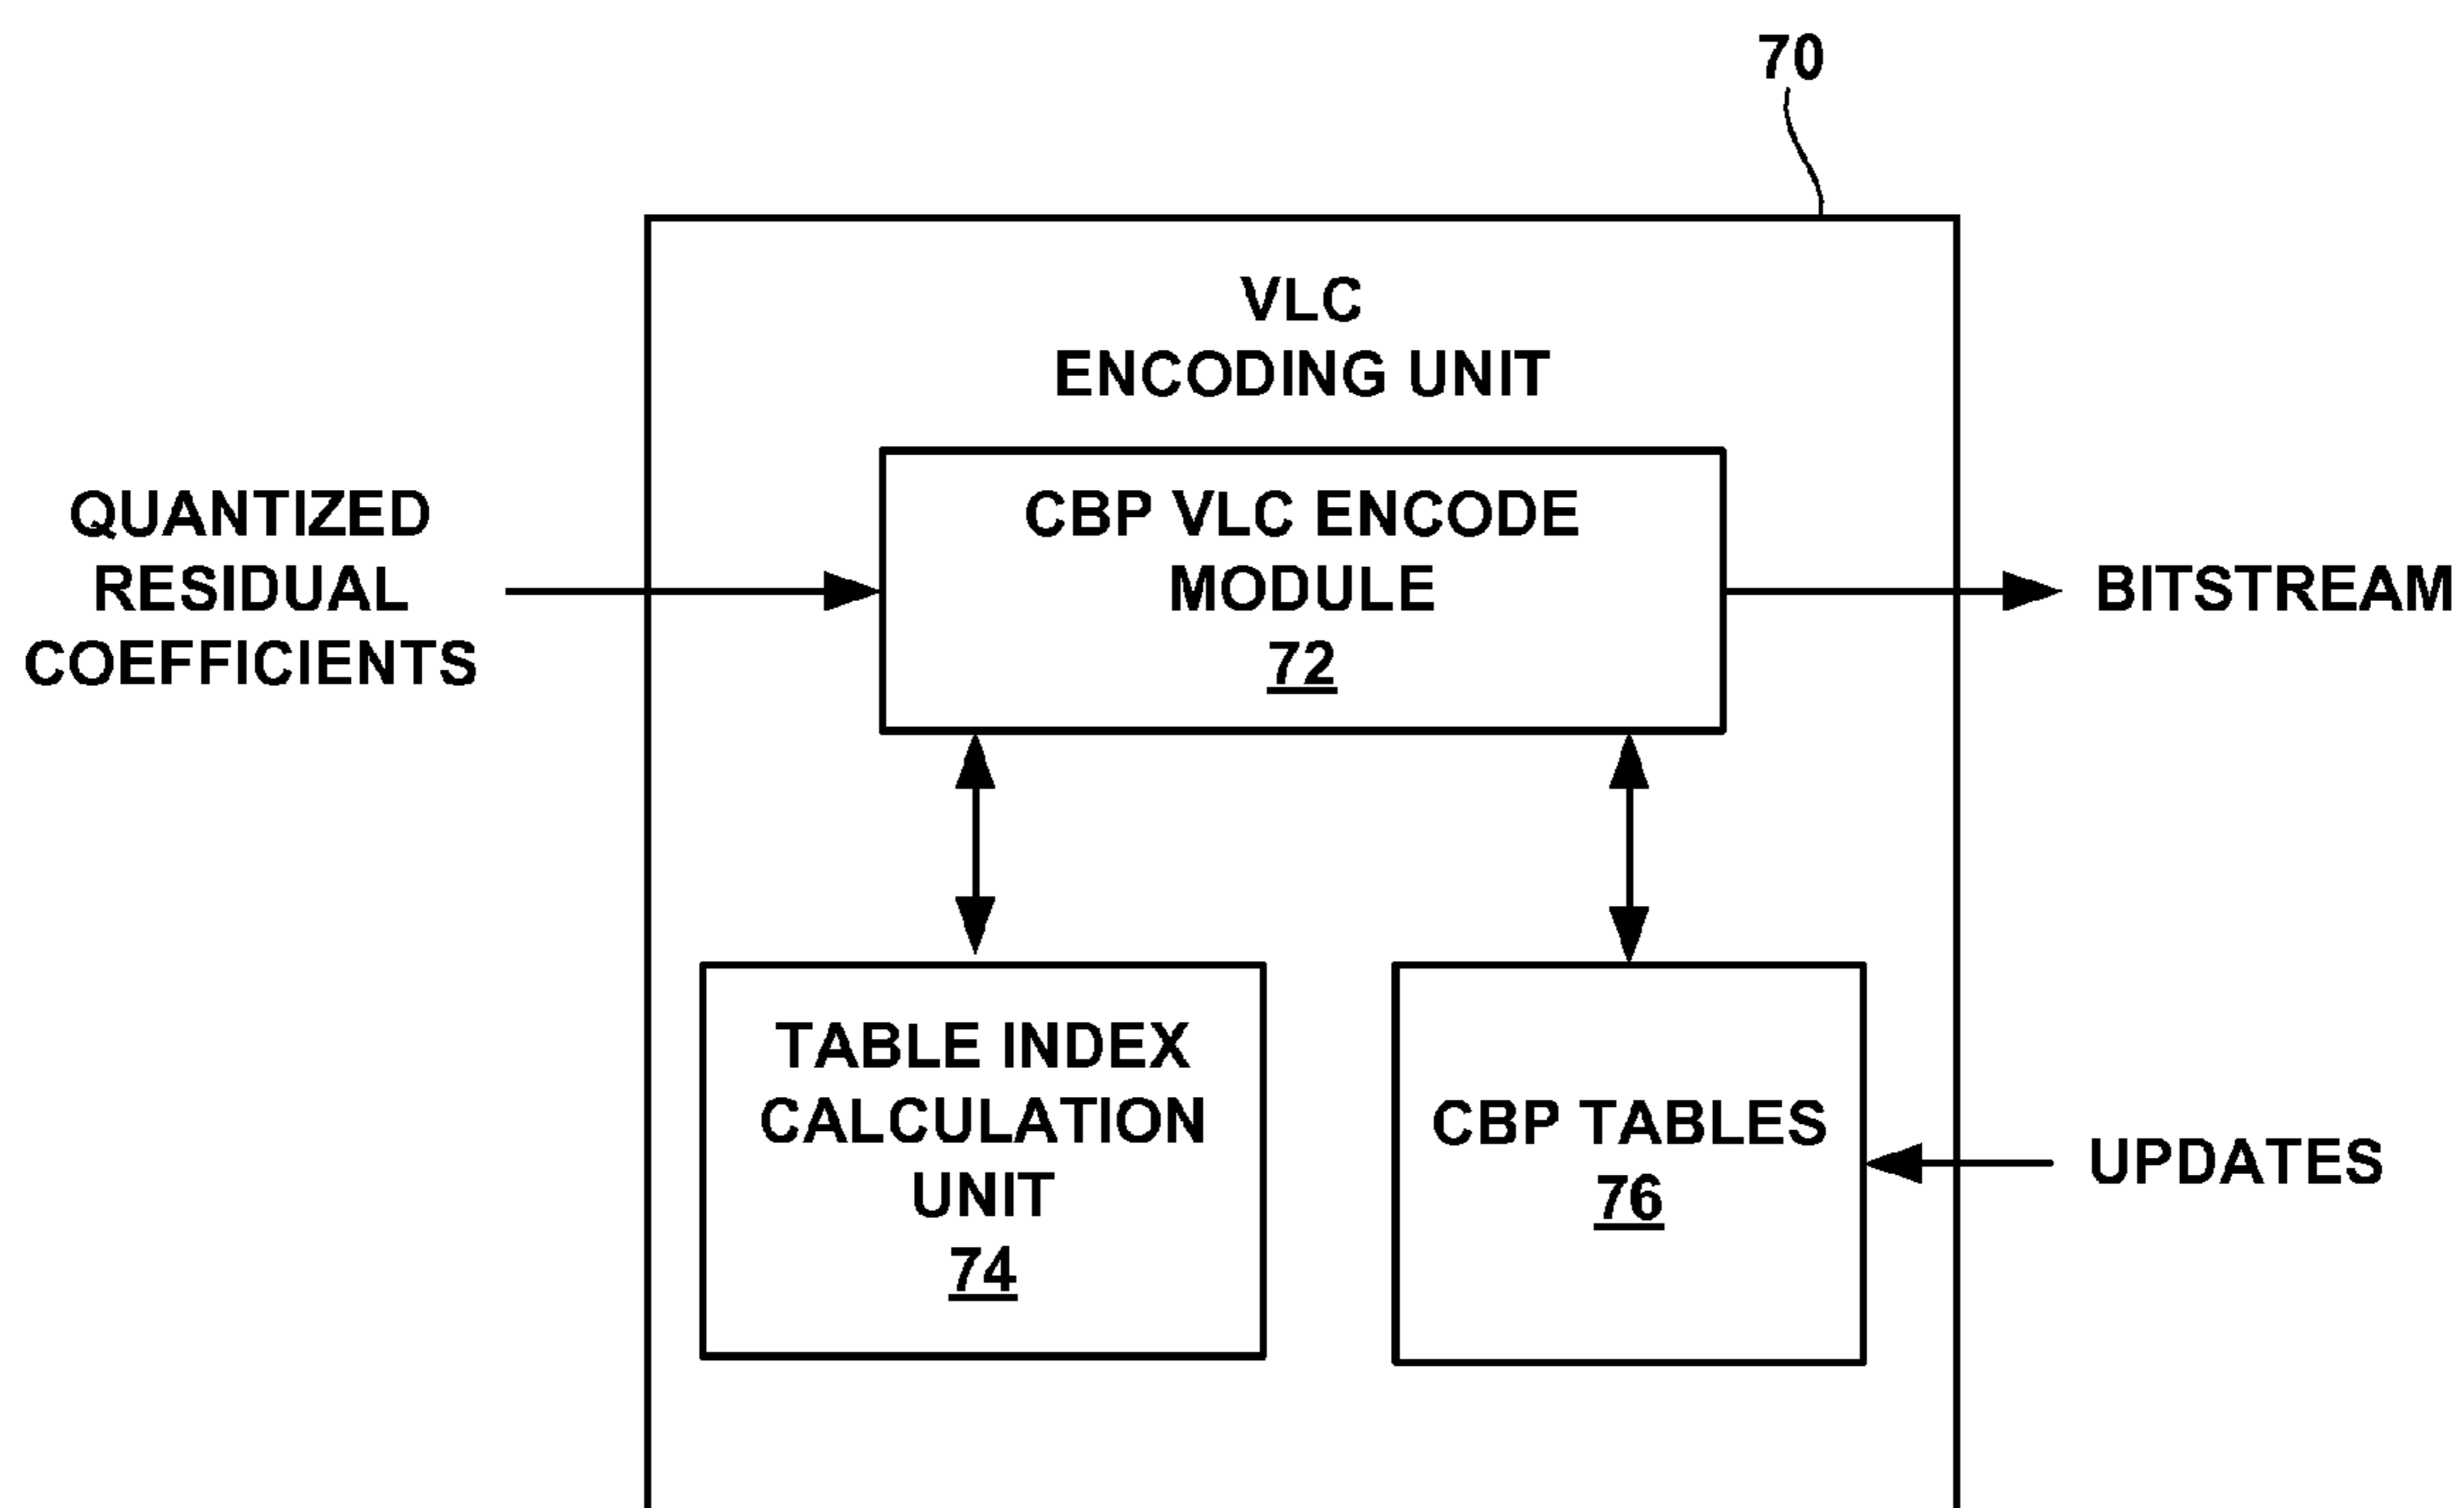 70
VLC
ENCODING UNIT
QUANTIZED
RESIDUAL
COEFFICIENTS
CBP VLC ENCODE
MODULE
72
BITSTREAM
TABLE INDEX
CALCULATION
UNIT
74
CBP TABLES
76
UPDATES